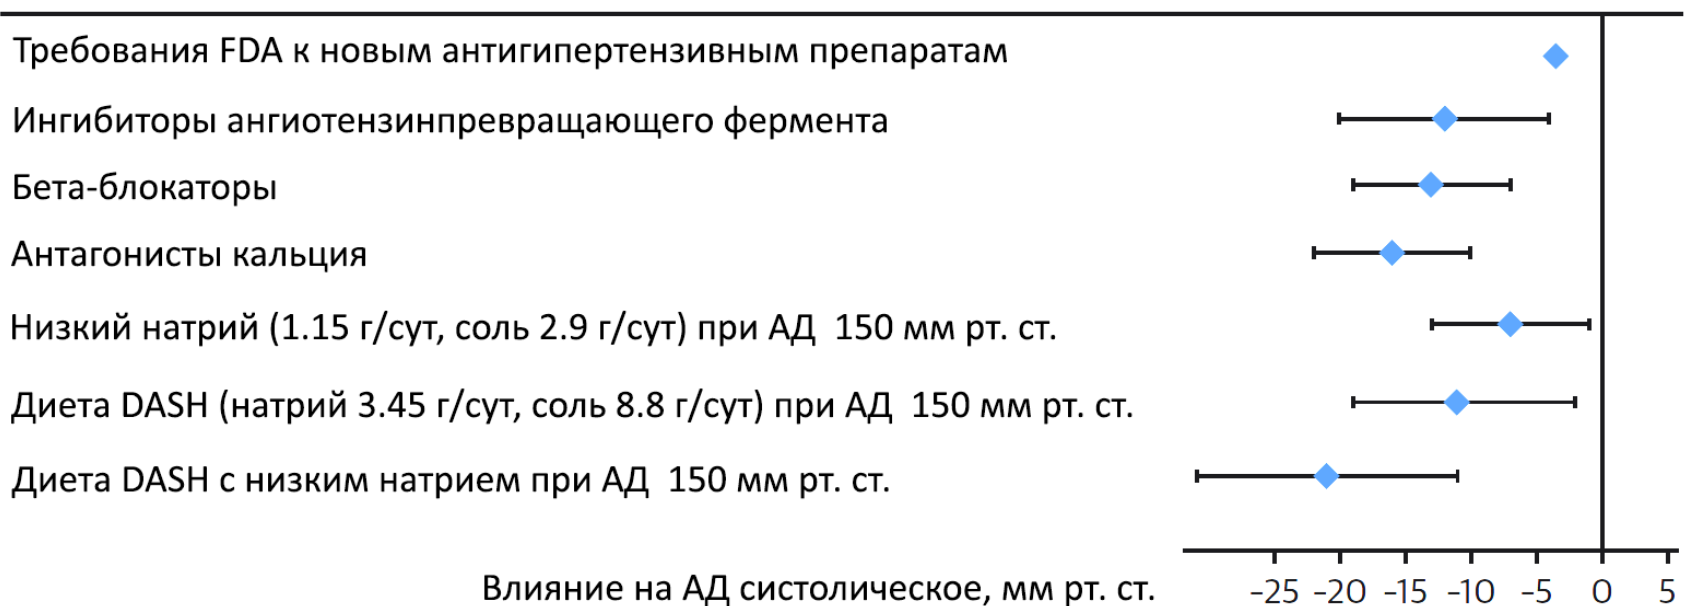 Требования FDA к новым антигипертензивным препаратам
Ингибиторы ангиотензинпревращающего фермента
Бета-блокаторы
Антагонисты кальция
Низкий натрий (1.15 г/сут, соль 2.9 г/сут) при АД 150 мм рт. ст.
Диета DASH (натрий 3.45 г/сут, соль 8.8 г/сут) при АД 150 мм рт. ст.
Диета DASH с низким натрием при АД 150 мм рт. ст.
Влияние на АД систолическое, мм рт. ст. -25 -20 -15 -10 -5 0 5